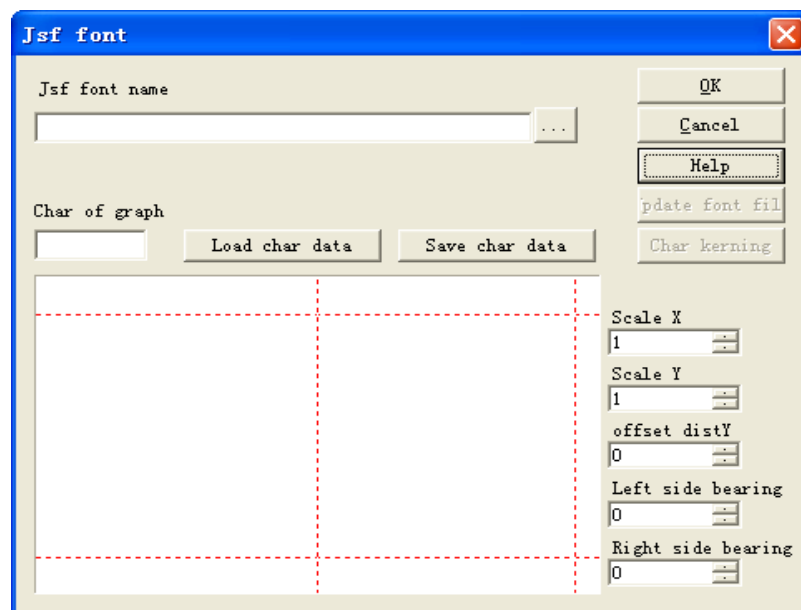 Jsf font
Jsf font name
...
OK
Cancel
Help
pdate font fil
Char kerning
Char of graph
Load char data
Save char data
Scale X
1
Scale Y
1
offset distY
0
Left side bearing
0
Right side bearing
0